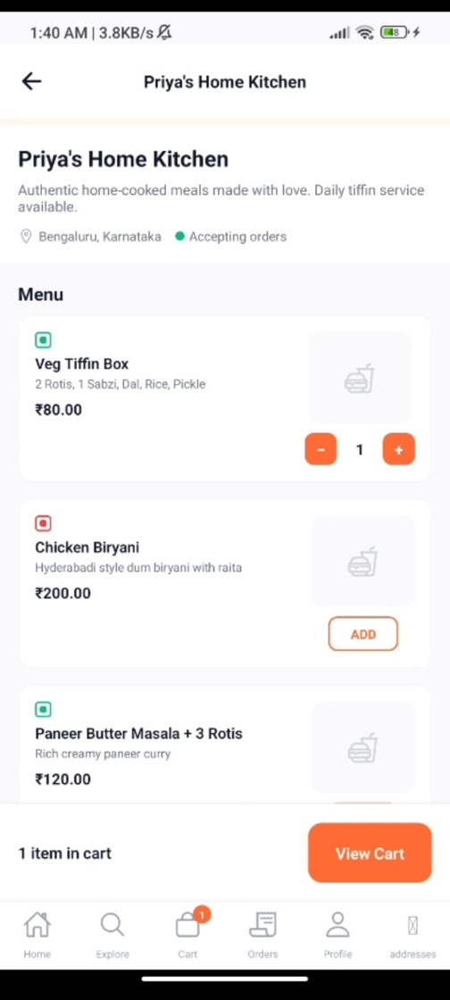 1:40 AM | 3.8KB/s
48
Priya's Home Kitchen
Priya's Home Kitchen
Authentic home-cooked meals made with love. Daily tiffin service
available.
Bengaluru, Karnataka Accepting orders
Menu
Veg Tiffin Box
2 Rotis, 1 Sabzi, Dal, Rice, Pickle
₹80.00
- 1 +
Chicken Biryani
Hyderabadi style dum biryani with raita
₹200.00
ADD
Paneer Butter Masala + 3 Rotis
Rich creamy paneer curry
₹120.00
1 item in cart
View Cart
1
Home Explore Cart Orders Profile addresses